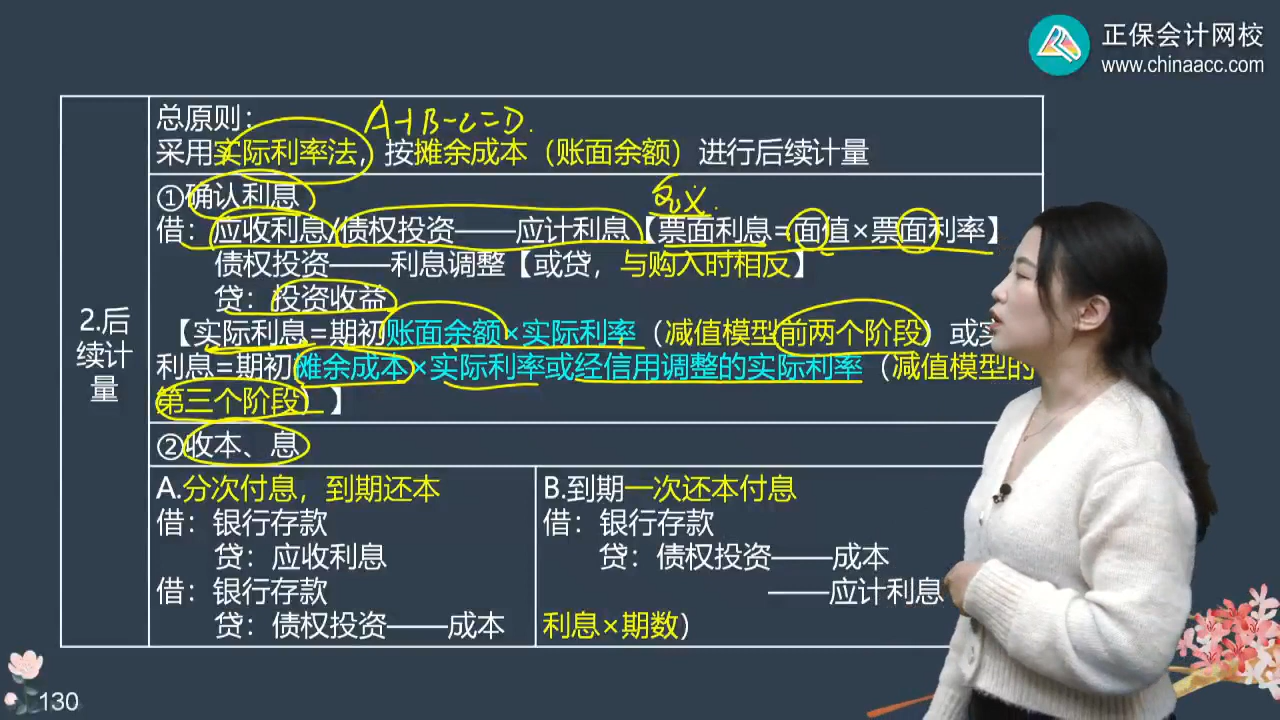 正保会计网校
www.chinaacc.com
总原则：
A+B-C=D.
采用实际利率法，按摊余成本（账面余额）进行后续计量
①确认利息
借：应收利息/债权投资——应计利息【票面利息=面值×票面利率】
债权投资——利息调整【或贷，与购入时相反】
贷：投资收益
【实际利息=期初账面余额×实际利率（减值模型前两个阶段）或实
利息=期初摊余成本×实际利率或经信用调整的实际利率（减值模型的
第三个阶段）】
2.后
续计
量
②收本、息
A.分次付息，到期还本
借：银行存款
贷：应收利息
借：银行存款
贷：债权投资——成本
B.到期一次还本付息
借：银行存款
贷：债权投资——成本
——应计利息
利息×期数）
130